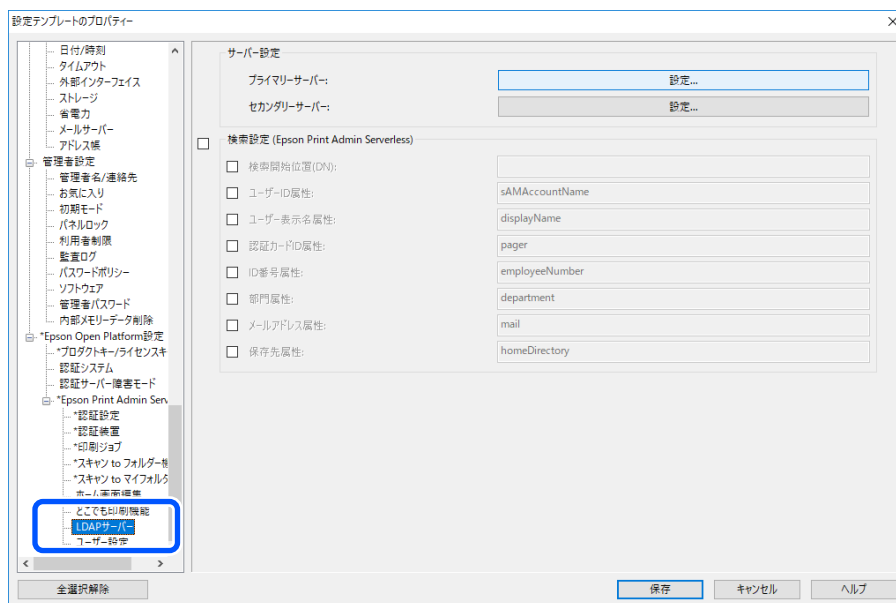 設定テンプレートのプロパティー
日付/時刻
タイムアウト
外部インターフェイス
ストレージ
省電力
メールサーバー
アドレス帳
管理者設定
管理者名/連絡先
お気に入り
初期モード
パネルロック
利用者制限
監査ログ
パスワードポリシー
ソフトウェア
管理者パスワード
内部メモリーデータ削除
*Epson Open Platform設定
*プロダクトキー/ライセンスキ
認証システム
認証サーバー障害モード
*Epson Print Admin Serv
*認証設定
*認証装置
*印刷ジョブ
*スキャン to フォルダー機
*スキャン to マイフォルダ
ホーム画面編集
どこでも印刷機能
LDAPサーバー
ユーザー設定
サーバー設定
プライマリーサーバー: 設定...
セカンダリーサーバー: 設定...
検索設定 (Epson Print Admin Serverless)
検索開始位置(DN):
ユーザーID属性: sAMAccountName
ユーザー表示名属性: displayName
認証カードID属性: pager
ID番号属性: employeeNumber
部門属性: department
メールアドレス属性: mail
保存先属性: homeDirectory
全選択解除 保存 キャンセル ヘルプ